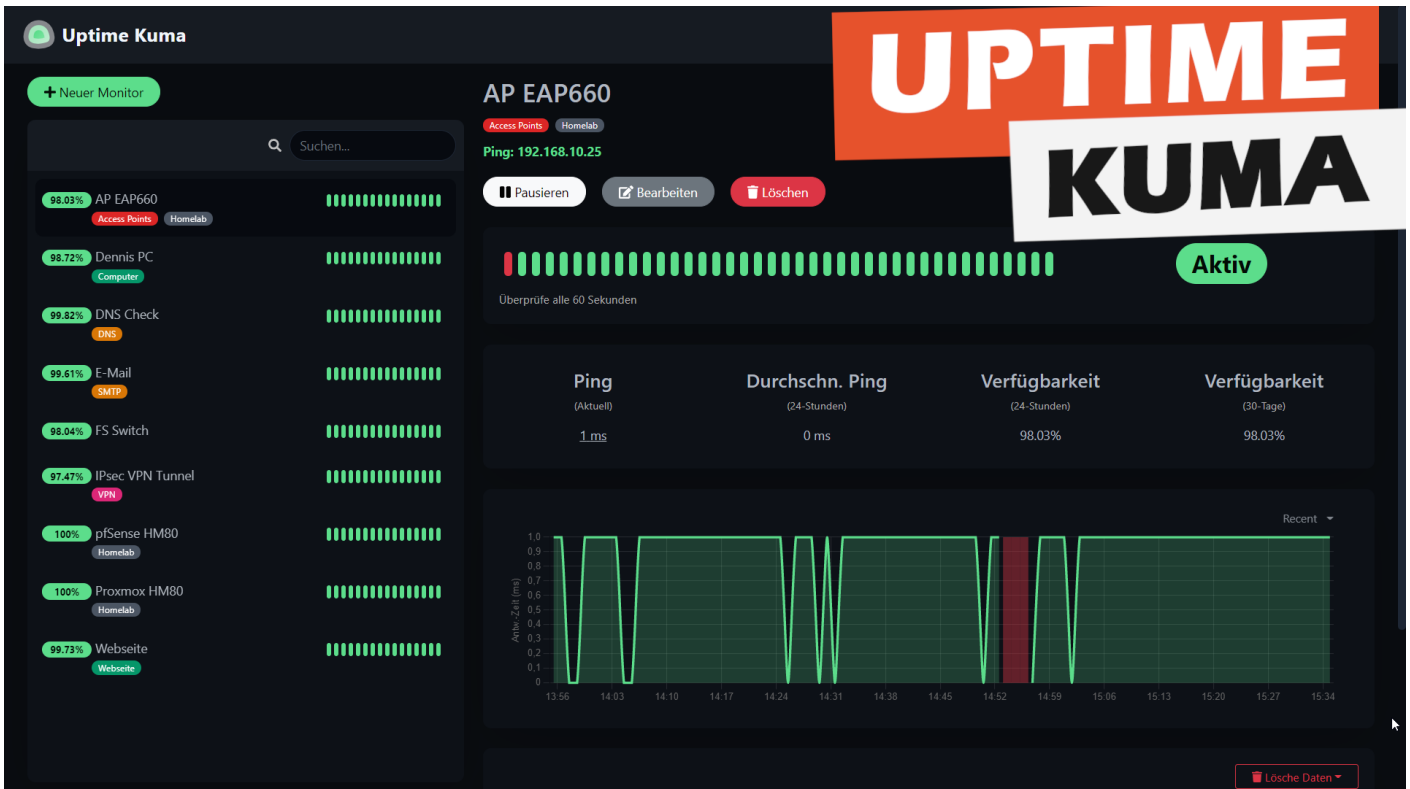 Uptime Kuma
UPTIME
KUMA
Neuer Monitor
Suchen...
98.03% AP EAP660
Access Points Homelab
98.72% Dennis PC
Computer
99.82% DNS Check
DNS
99.61% E-Mail
SMTP
98.04% FS Switch
97.47% IPsec VPN Tunnel
VPN
100% pfSense HM80
Homelab
100% Proxmox HM80
Homelab
99.73% Webseite
Webseite
AP EAP660
Access Points Homelab
Ping: 192.168.10.25
Pausieren Bearbeiten Löschen
Aktiv
Überprüfe alle 60 Sekunden
Ping Durchschn. Ping Verfügbarkeit Verfügbarkeit
(Aktuell) (24-Stunden) (24-Stunden) (30-Tage)
1 ms 0 ms 98.03% 98.03%
Recent
Antw.-Zeit (ms)
1,0
0,9
0,8
0,7
0,6
0,5
0,4
0,3
0,2
0,1
0
13:56 14:03 14:10 14:17 14:24 14:31 14:38 14:45 14:52 14:59 15:06 15:13 15:20 15:27 15:34
Lösche Daten